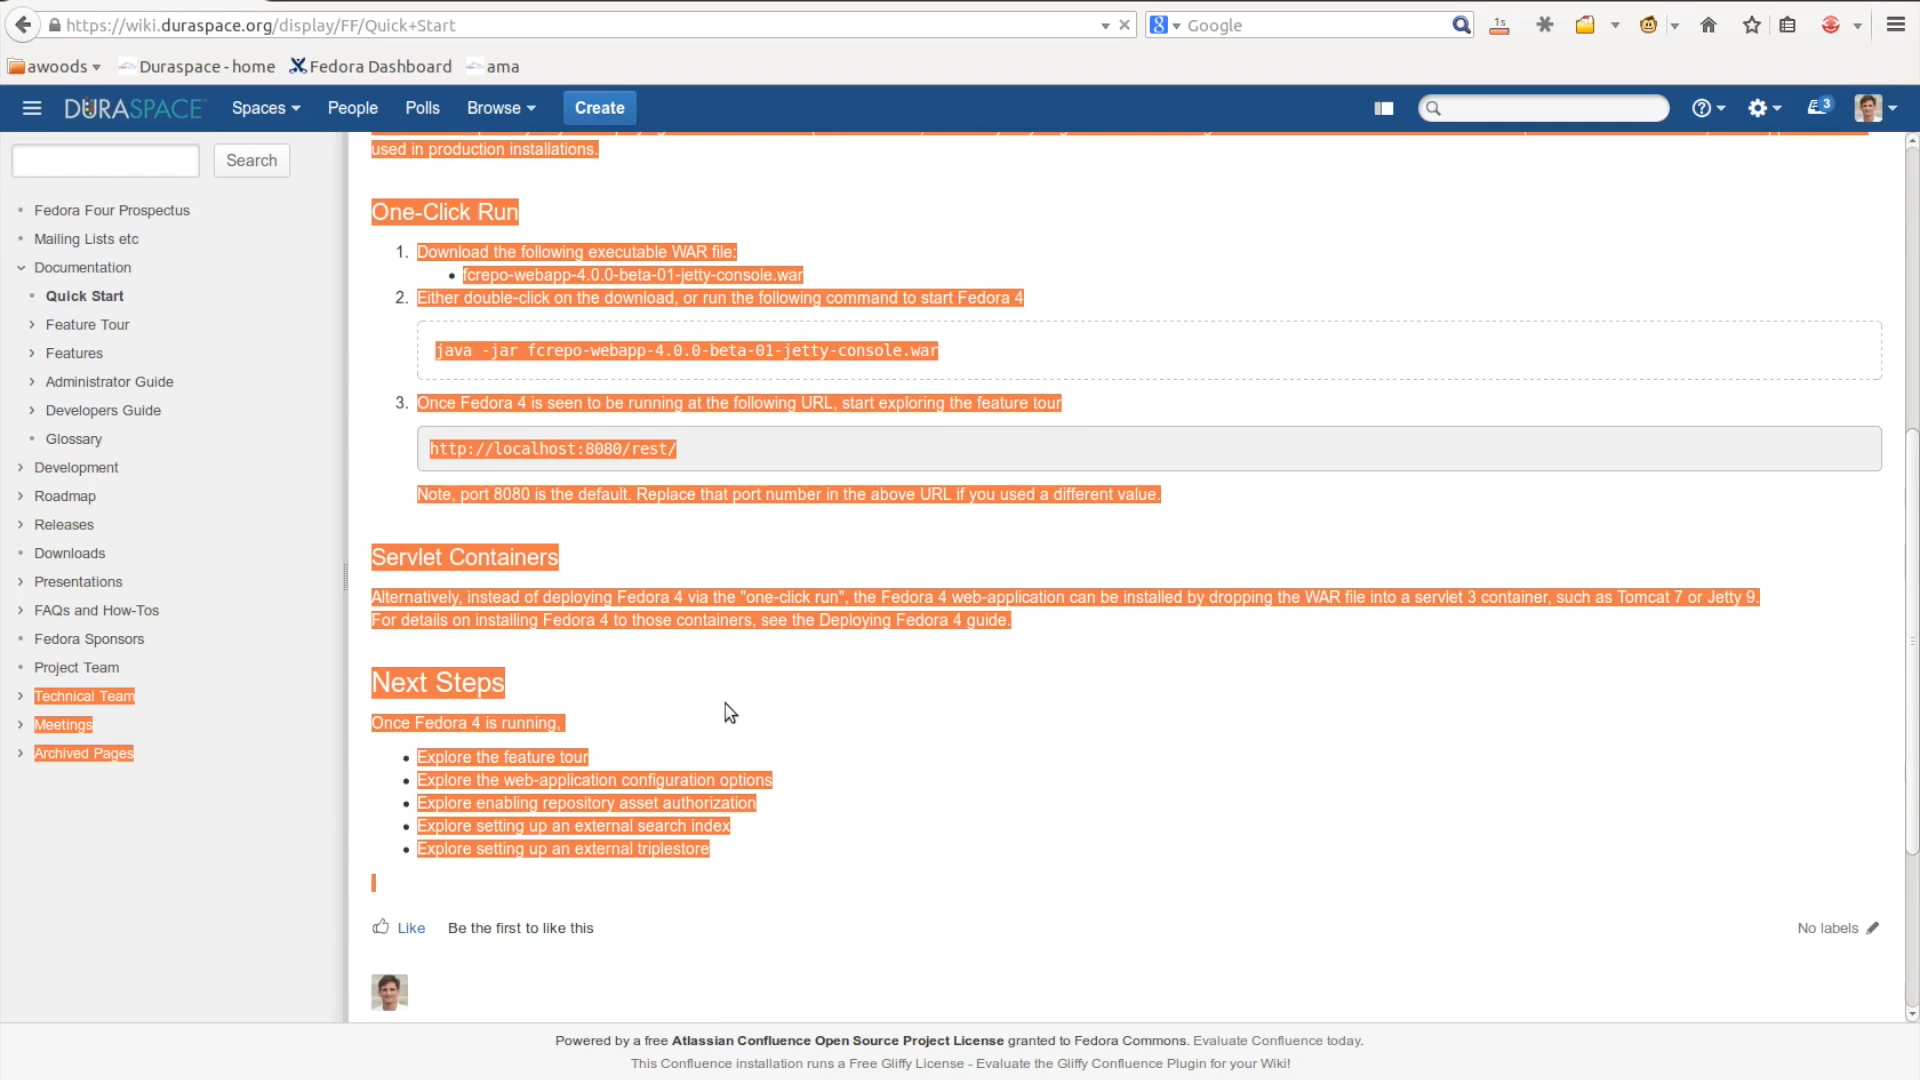 https://wiki.duraspace.org/display/FF/Quick+Start
Google
1s
awoods
Duraspace - home
Fedora Dashboard
ama
DURASPACE
Spaces
People
Polls
Browse
Create
3
Search
Fedora Four Prospectus
Mailing Lists etc
Documentation
Quick Start
Feature Tour
Features
Administrator Guide
Developers Guide
Glossary
Development
Roadmap
Releases
Downloads
Presentations
FAQs and How-Tos
Fedora Sponsors
Project Team
Technical Team
Meetings
Archived Pages
used in production installations.
One-Click Run
1. Download the following executable WAR file:
• fcrepo-webapp-4.0.0-beta-01-jetty-console.war
2. Either double-click on the download, or run the following command to start Fedora 4
java -jar fcrepo-webapp-4.0.0-beta-01-jetty-console.war
3. Once Fedora 4 is seen to be running at the following URL, start exploring the feature tour
http://localhost:8080/rest/
Note, port 8080 is the default. Replace that port number in the above URL if you used a different value.
Servlet Containers
Alternatively, instead of deploying Fedora 4 via the "one-click run", the Fedora 4 web-application can be installed by dropping the WAR file into a servlet 3 container, such as Tomcat 7 or Jetty 9.
For details on installing Fedora 4 to those containers, see the Deploying Fedora 4 guide.
Next Steps
Once Fedora 4 is running,
• Explore the feature tour
• Explore the web-application configuration options
• Explore enabling repository asset authorization
• Explore setting up an external search index
• Explore setting up an external triplestore
Like
Be the first to like this
No labels
Powered by a free Atlassian Confluence Open Source Project License granted to Fedora Commons. Evaluate Confluence today.
This Confluence installation runs a Free Gliffy License - Evaluate the Gliffy Confluence Plugin for your Wiki!